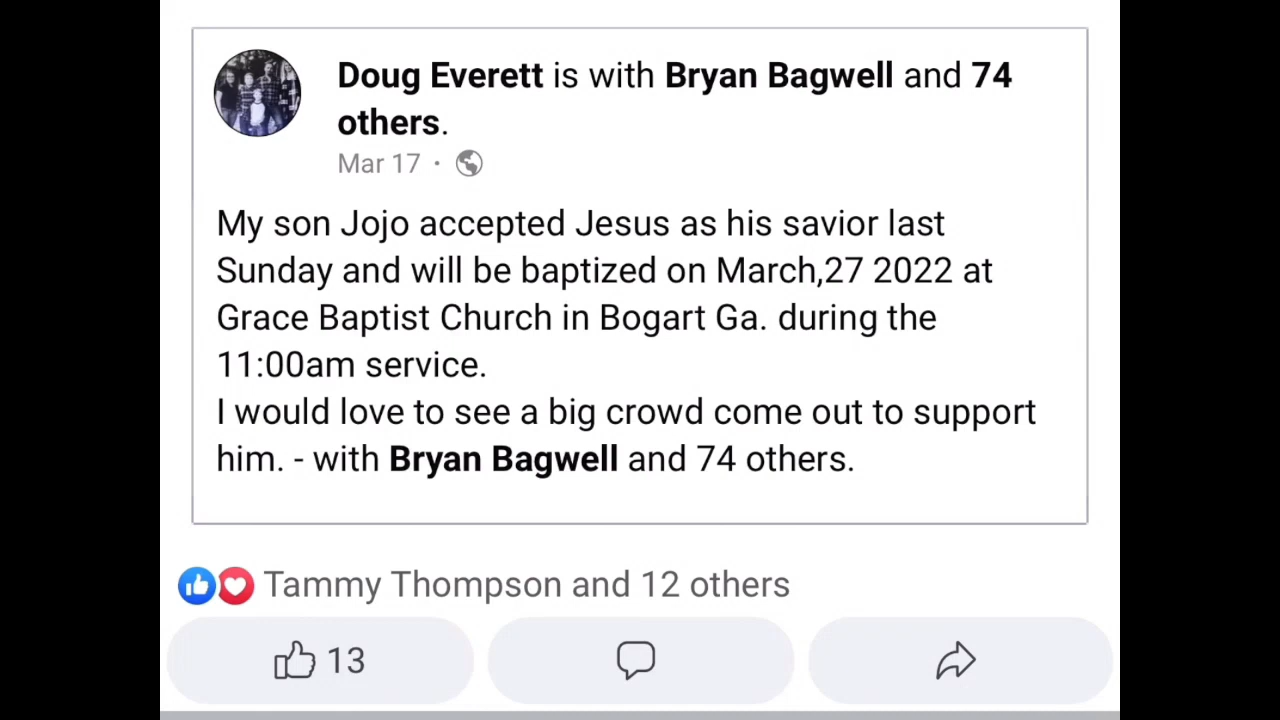 Doug Everett is with Bryan Bagwell and 74
others.
Mar 17 ·
My son Jojo accepted Jesus as his savior last
Sunday and will be baptized on March,27 2022 at
Grace Baptist Church in Bogart Ga. during the
11:00am service.
I would love to see a big crowd come out to support
him. - with Bryan Bagwell and 74 others.
Tammy Thompson and 12 others
13